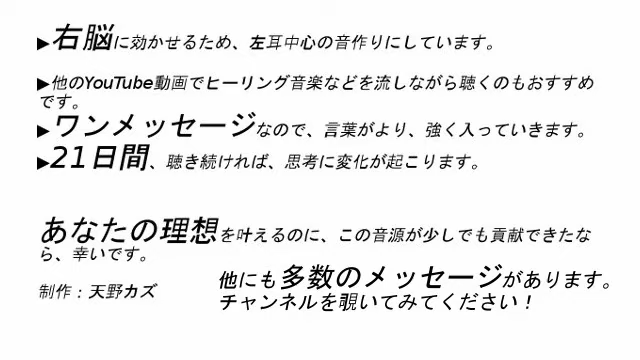 ▶右脳に効かせるため、左耳中心の音作りにしています。
▶他のYouTube動画でヒーリング音楽などを流しながら聴くのもおすすめ
です。
▶ワンメッセージなので、言葉がより、強く入っていきます。
▶21日間、聴き続ければ、思考に変化が起こります。
あなたの理想を叶えるのに、この音源が少しでも貢献できたな
ら、幸いです。
他にも多数のメッセージがあります。
制作：天野カズ
チャンネルを覗いてみてください！